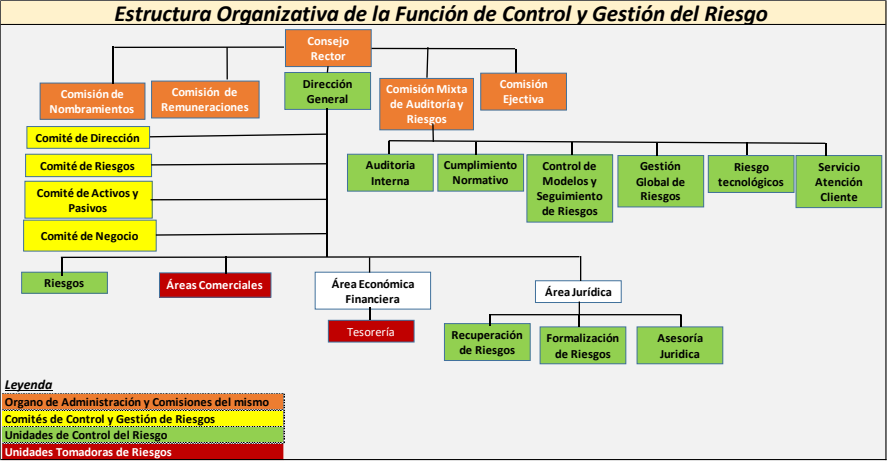 Estructura Organizativa de la Función de Control y Gestión del Riesgo
Consejo
Rector
Comisión de
Nombramientos
Comisión de
Remuneraciones
Dirección
General
Comisión Mixta
de Auditoría y
Riesgos
Comisión
Ejectiva
Comité de Dirección
Comité de Riesgos
Comité de Activos y
Pasivos
Comité de Negocio
Auditoria
Interna
Cumplimiento
Normativo
Control de
Modelos y
Seguimiento
de Riesgos
Gestión
Global de
Riesgos
Riesgo
tecnológicos
Servicio
Atención
Cliente
Riesgos
Áreas Comerciales
Área Económica
Financiera
Área Jurídica
Tesorería
Recuperación
de Riesgos
Formalización
de Riesgos
Asesoría
Juridica
Leyenda
Organo de Administración y Comisiones del mismo
Comités de Control y Gestión de Riesgos
Unidades de Control del Riesgo
Unidades Tomadoras de Riesgos